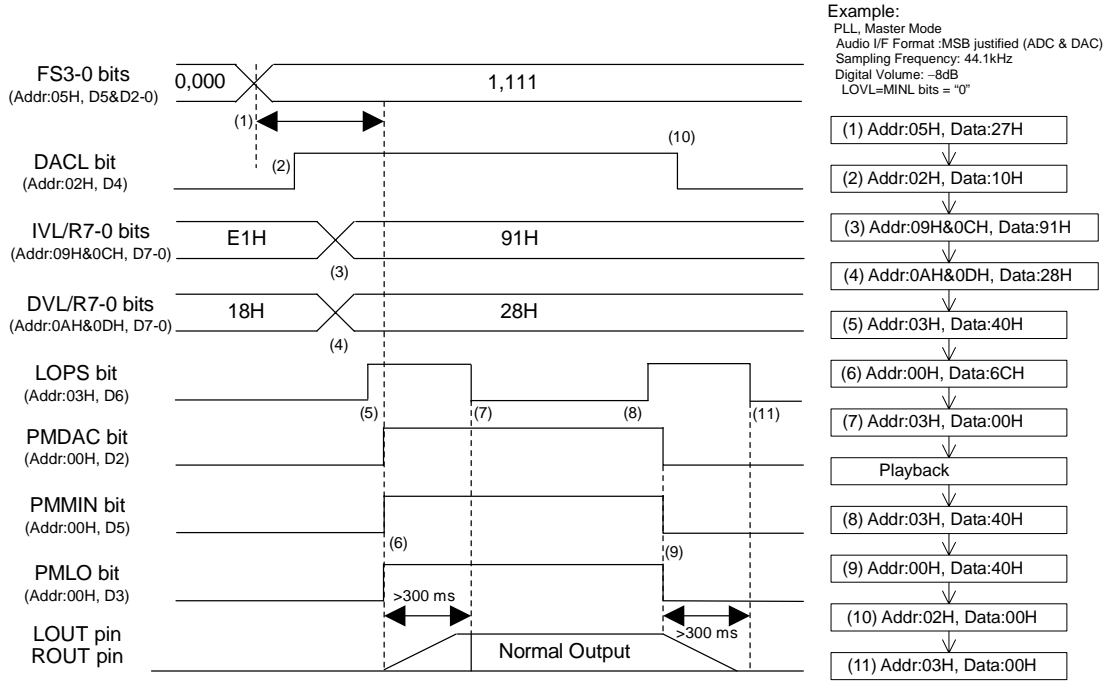 Example:
PLL, Master Mode
Audio I/F Format :MSB justified (ADC & DAC)
Sampling Frequency: 44.1kHz
Digital Volume: −8dB
LOVL=MINL bits = “0”
FS3-0 bits
(Addr:05H, D5&D2-0)
0,000
1,111
(1)
DACL bit
(Addr:02H, D4)
(2)
(10)
IVL/R7-0 bits
(Addr:09H&0CH, D7-0)
E1H
91H
(3)
DVL/R7-0 bits
(Addr:0AH&0DH, D7-0)
18H
28H
(4)
LOPS bit
(Addr:03H, D6)
(5)
(7)
(8)
(11)
PMDAC bit
(Addr:00H, D2)
PMMIN bit
(Addr:00H, D5)
(6)
(9)
PMLO bit
(Addr:00H, D3)
>300 ms
>300 ms
LOUT pin
ROUT pin
Normal Output
(1) Addr:05H, Data:27H
(2) Addr:02H, Data:10H
(3) Addr:09H&0CH, Data:91H
(4) Addr:0AH&0DH, Data:28H
(5) Addr:03H, Data:40H
(6) Addr:00H, Data:6CH
(7) Addr:03H, Data:00H
Playback
(8) Addr:03H, Data:40H
(9) Addr:00H, Data:40H
(10) Addr:02H, Data:00H
(11) Addr:03H, Data:00H